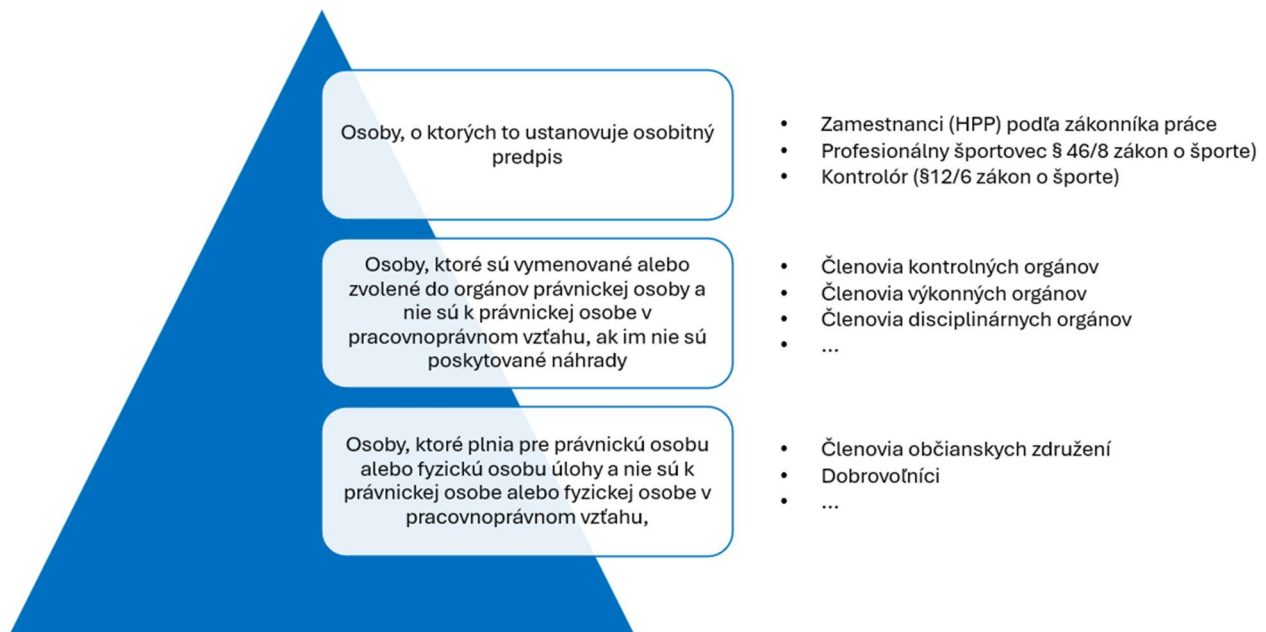 Osoby, o ktorých to ustanovuje osobitný
predpis
• Zamestnanci (HPP) podľa zákonníka práce
• Profesionálny športovec § 46/8 zákon o športe)
• Kontrolór (§12/6 zákon o športe)
Osoby, ktoré sú vymenované alebo
zvolené do orgánov právnickej osoby a
nie sú k právnickej osobe v
pracovnoprávnom vzťahu, ak im nie sú
poskytované náhrady
• Členovia kontrolných orgánov
• Členovia výkonných orgánov
• Členovia disciplinárnych orgánov
• ...
Osoby, ktoré plnia pre právnickú osobu
alebo fyzickú osobu úlohy a nie sú k
právnickej osobe alebo fyzickej osobe v
pracovnoprávnom vzťahu,
• Členovia občianskych združení
• Dobrovoľníci
• ...